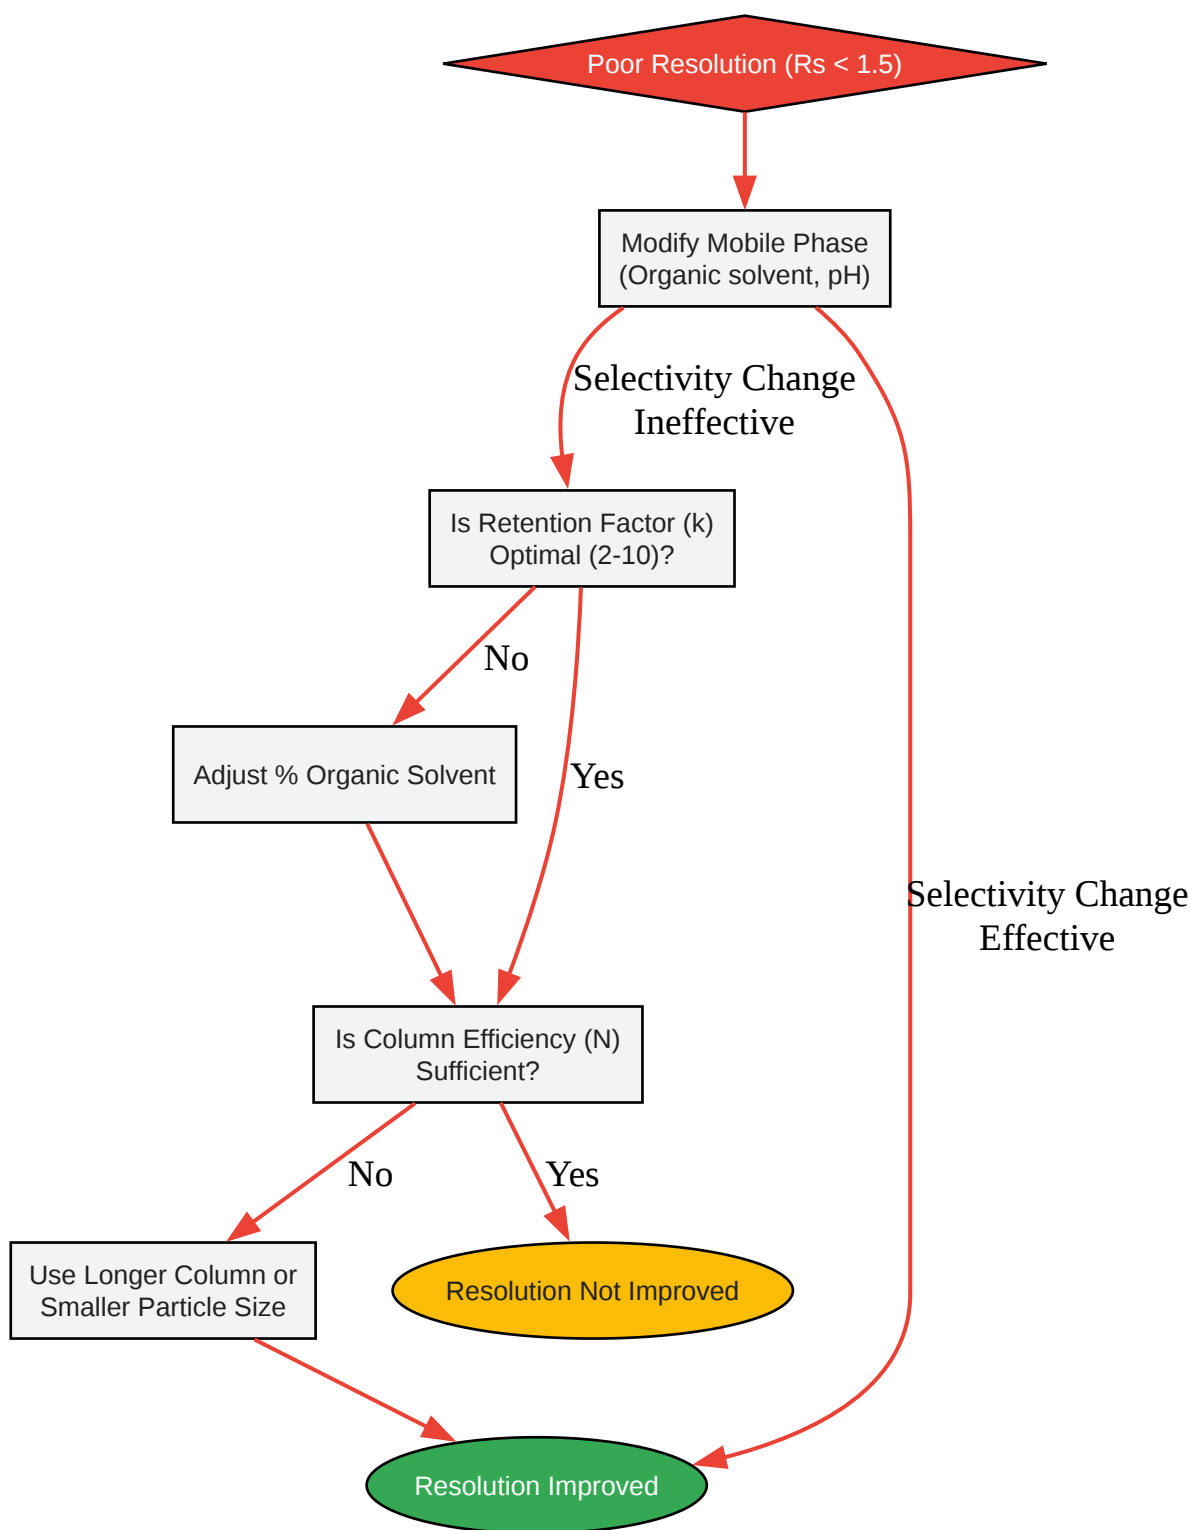 Poor Resolution (Rs < 1.5)
Modify Mobile Phase
(Organic solvent, pH)
Selectivity Change
Ineffective
Is Retention Factor (k)
Optimal (2-10)?
No
Adjust % Organic Solvent
Yes
Selectivity Change
Effective
Is Column Efficiency (N)
Sufficient?
No
Yes
Use Longer Column or
Smaller Particle Size
Resolution Not Improved
Resolution Improved